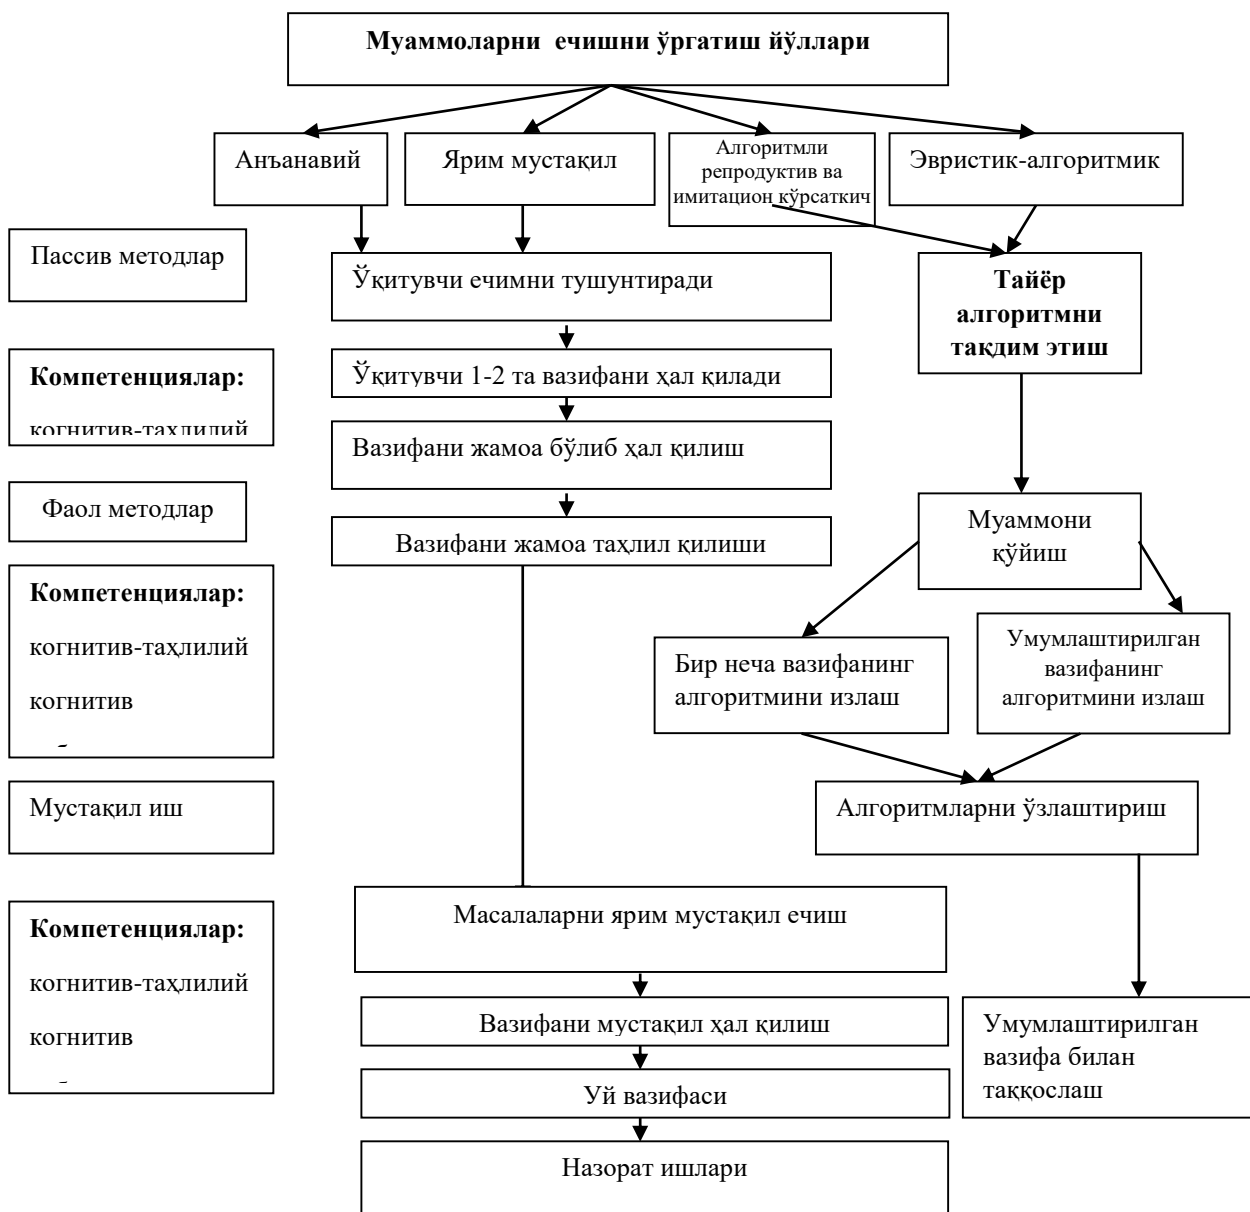 Муаммоларни ечишни ўргатиш йўллари
Анъанавий
Ярим мустақил
Алгоритмли
репродуктив ва
имитацион кўрсаткич
Эвристик-алгоритмик
Пассив методлар
Ўқитувчи ечимни тушунтиради
Тайёр
алгоритмни
тақдим этиш
Компетенциялар:
когнитив-таҳлилий
Ўқитувчи 1-2 та вазифани ҳал қилади
Вазифани жамоа бўлиб ҳал қилиш
Фаол методлар
Вазифани жамоа таҳлил қилиши
Муаммони
қўйиш
Компетенциялар:
когнитив-таҳлилий
когнитив
Бир неча вазифанинг
алгоритмини излаш
Умумлаштирилган
вазифанинг
алгоритмини излаш
Мустақил иш
Алгоритмларни ўзлаштириш
Масалаларни ярим мустақил ечиш
Компетенциялар:
когнитив-таҳлилий
когнитив
Вазифани мустақил ҳал қилиш
Умумлаштирилган
вазифа билан
таққослаш
Уй вазифаси
Назорат ишлари